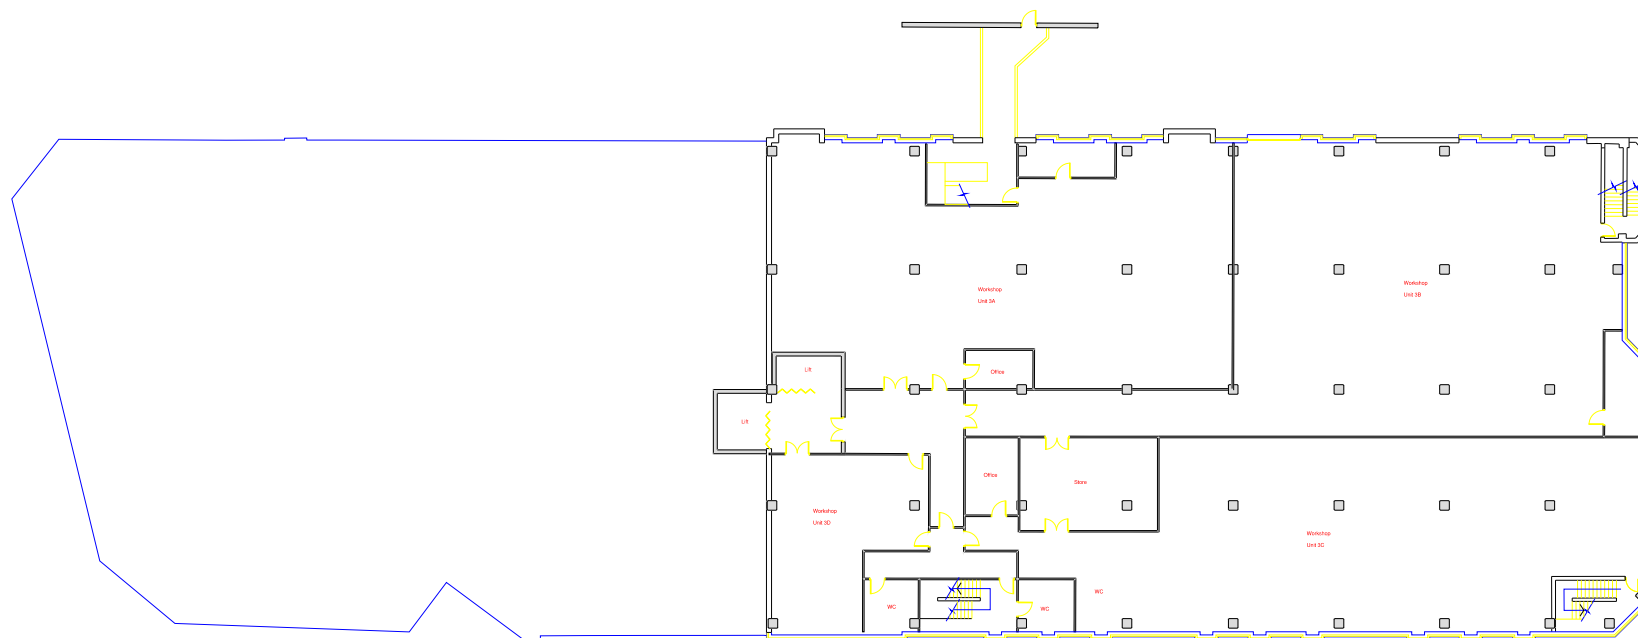 Workshop
Unit 3A
Workshop
Unit 3B
Lift
Office
Lift
Office
Store
Workshop
Unit 3D
Workshop
Unit 3C
WC
WC
WC